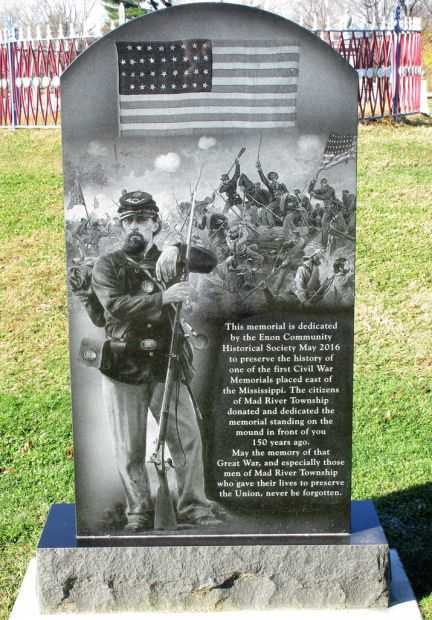 This memorial is dedicated
by the Enon Community
Historical Society May 2016
to preserve the history of
one of the first Civil War
Memorials placed east of
the Mississippi. The citizens
of Mad River Township
donated and dedicated the
memorial standing on the
mound in front of you
150 years ago.
May the memory of that
Great War, and especially those
men of Mad River Township
who gave their lives to preserve
the Union, never be forgotten.